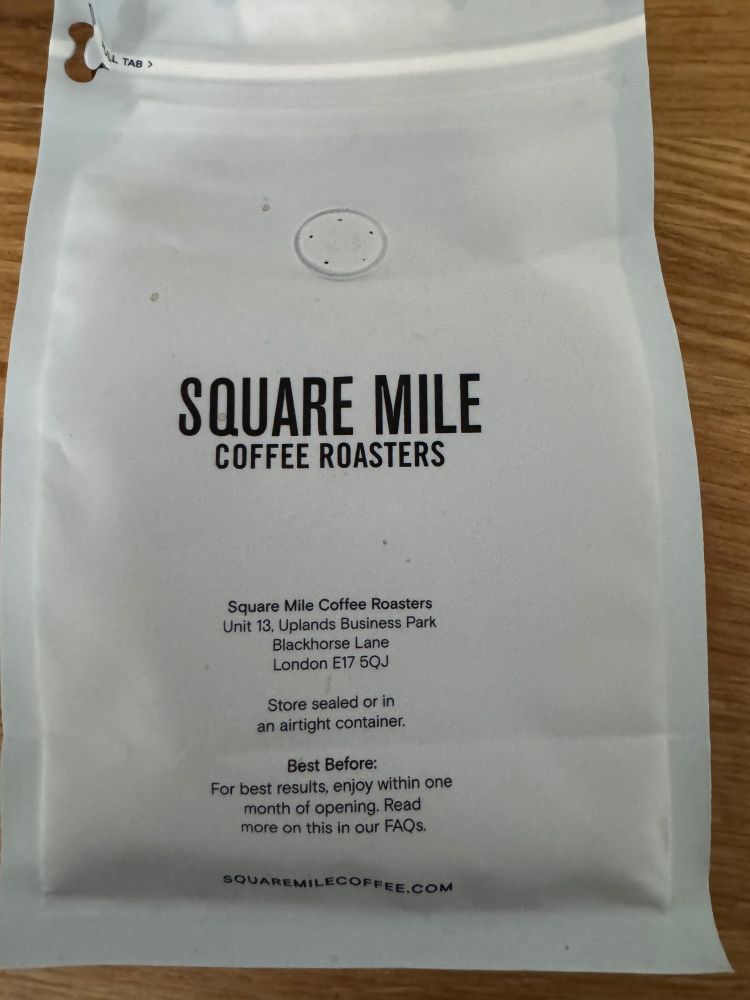 TAB >
SQUARE MILE
COFFEE ROASTERS
Square Mile Coffee Roasters
Unit 13, Uplands Business Park
Blackhorse Lane
London E17 5QJ
Store sealed or in
an airtight container.
Best Before:
For best results, enjoy within one
month of opening. Read
more on this in our FAQs.
SQUAREMILECOFFEE.COM